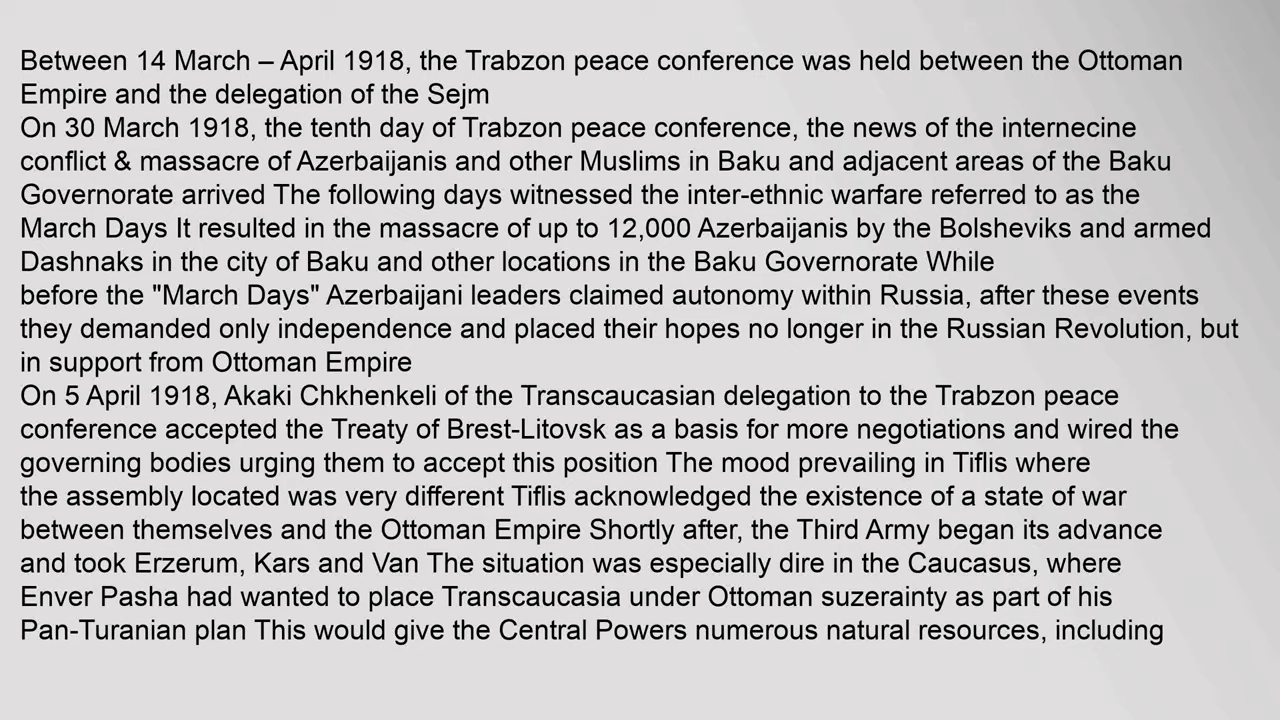 Between 14 March – April 1918, the Trabzon peace conference was held between the Ottoman
Empire and the delegation of the Sejm
On 30 March 1918, the tenth day of Trabzon peace conference, the news of the internecine
conflict & massacre of Azerbaijanis and other Muslims in Baku and adjacent areas of the Baku
Governorate arrived The following days witnessed the inter-ethnic warfare referred to as the
March Days It resulted in the massacre of up to 12,000 Azerbaijanis by the Bolsheviks and armed
Dashnaks in the city of Baku and other locations in the Baku Governorate While
before the "March Days" Azerbaijani leaders claimed autonomy within Russia, after these events
they demanded only independence and placed their hopes no longer in the Russian Revolution, but
in support from Ottoman Empire
On 5 April 1918, Akaki Chkhenkeli of the Transcaucasian delegation to the Trabzon peace
conference accepted the Treaty of Brest-Litovsk as a basis for more negotiations and wired the
governing bodies urging them to accept this position The mood prevailing in Tiflis where
the assembly located was very different Tiflis acknowledged the existence of a state of war
between themselves and the Ottoman Empire Shortly after, the Third Army began its advance
and took Erzerum, Kars and Van The situation was especially dire in the Caucasus, where
Enver Pasha had wanted to place Transcaucasia under Ottoman suzerainty as part of his
Pan-Turanian plan This would give the Central Powers numerous natural resources, including